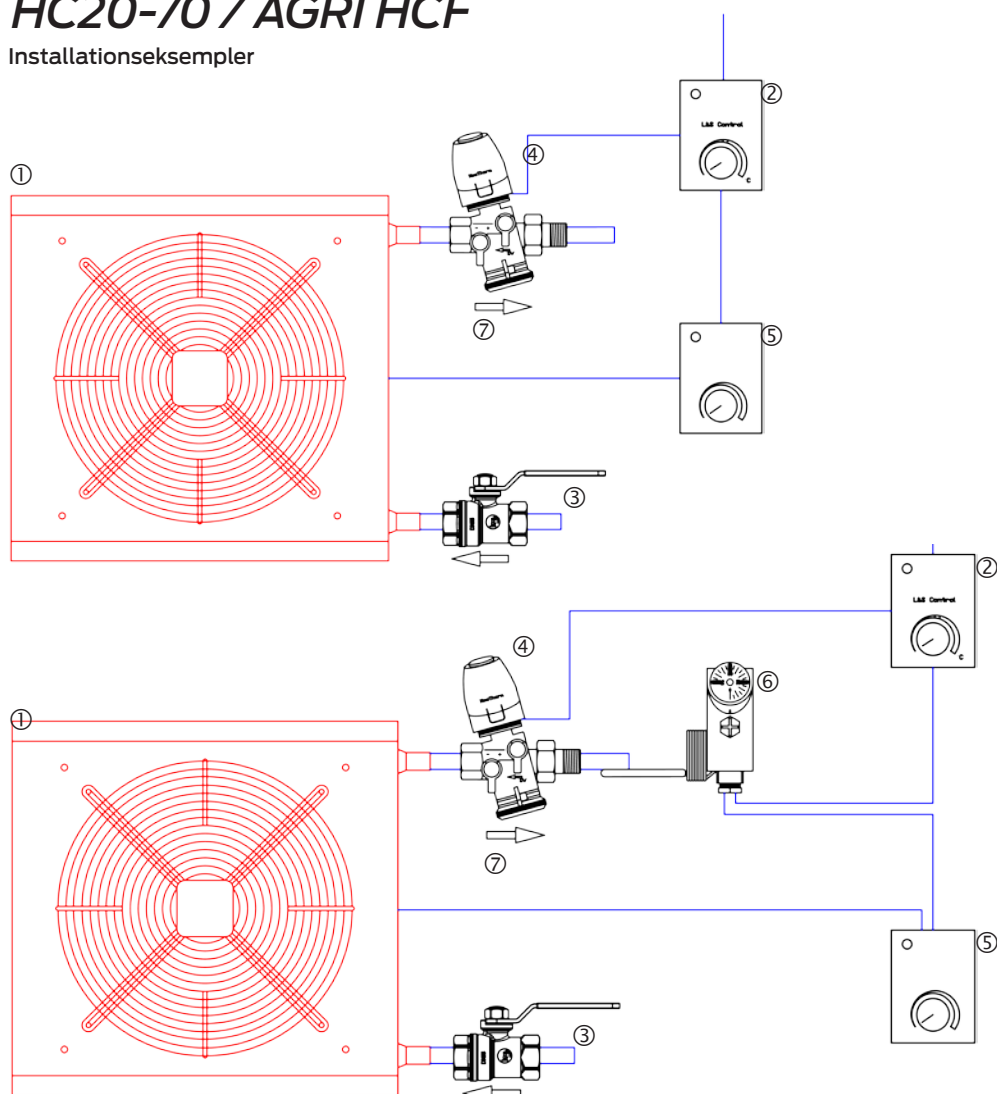 HC20-70 / AGRI HCF
Installationseksempler
②
L&S Control
C
④
①
⑦
⑤
③
②
L&S Control
C
④
⑥
①
⑦
⑤
③